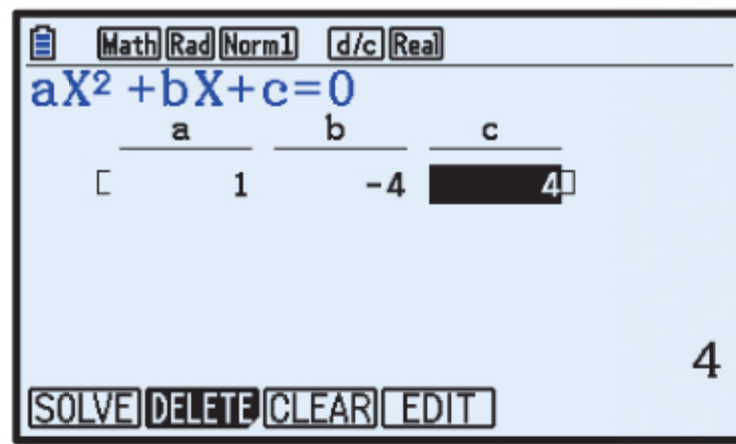 Math Rad Norm1 d/c Real
aX² +bX+c=0
a b c
[ 1 -4 4]
4
SOLVE DELETE CLEAR EDIT